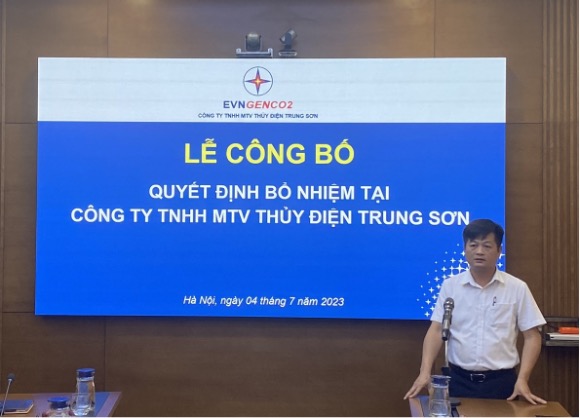 EVNGENCO2
CÔNG TY TNHH MTV THỦY ĐIỆN TRUNG SƠN
LỄ CÔNG BỐ
QUYẾT ĐỊNH BỔ NHIỆM TẠI
CÔNG TY TNHH MTV THỦY ĐIỆN TRUNG SƠN
Hà Nội, ngày 04 tháng 7 năm 2023